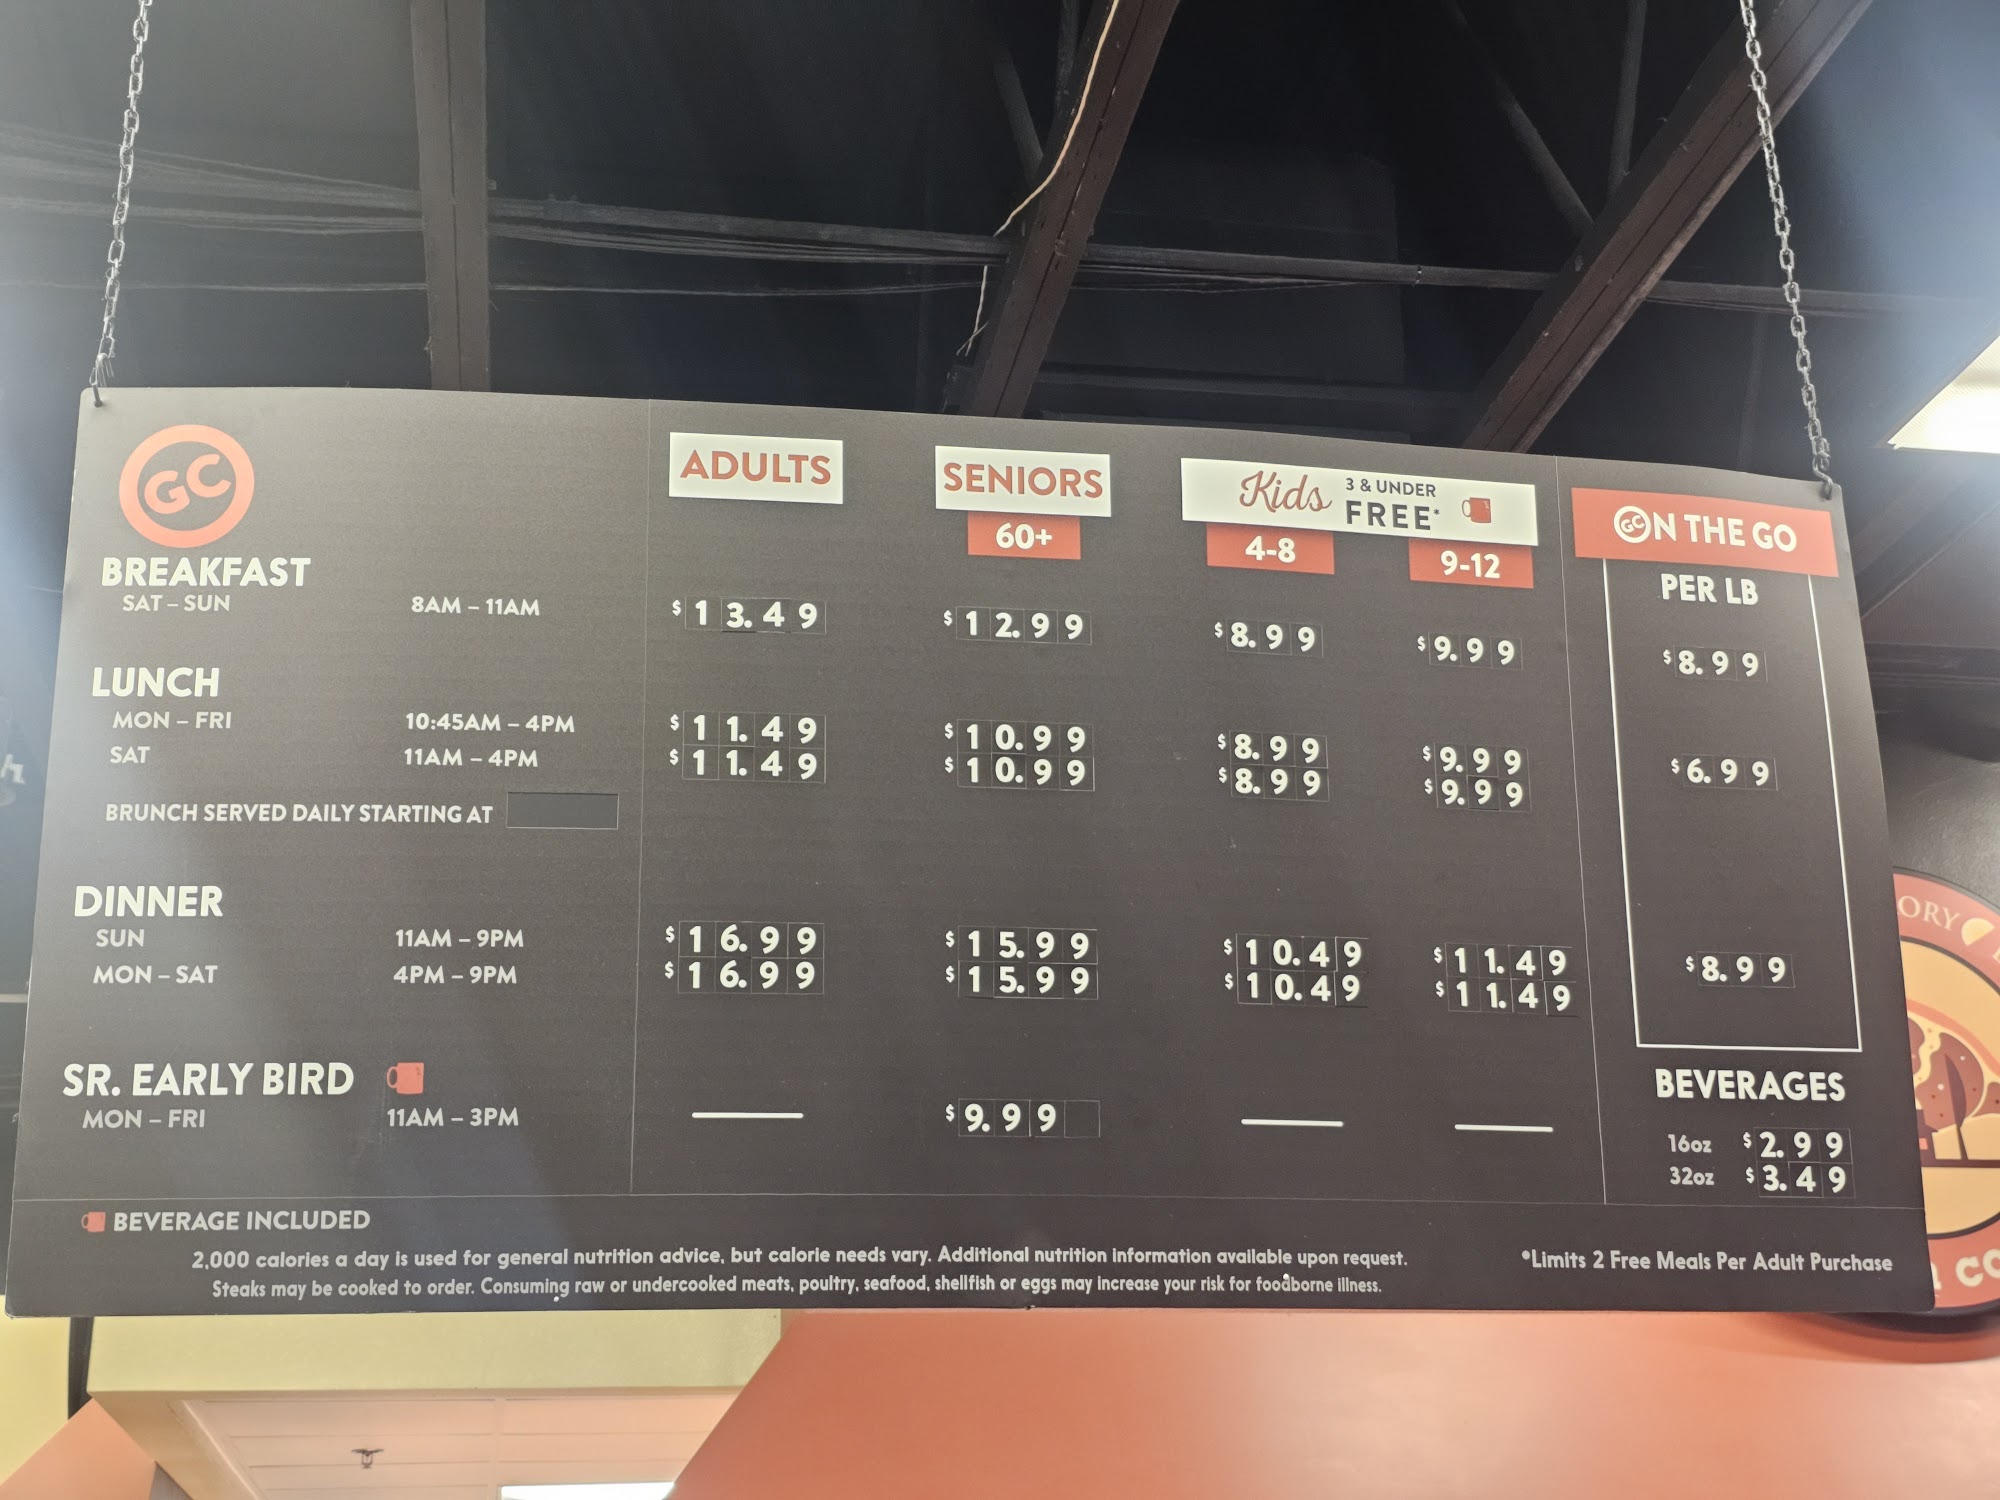 GC
ADULTS
SENIORS
60+
Kids 3 & UNDER FREE*
4-8 9-12
GC N THE GO
PER LB
BREAKFAST
SAT – SUN 8AM – 11AM $13.49 $12.99 $8.99 $9.99 $8.99
LUNCH
MON – FRI 10:45AM – 4PM $11.49 $10.99 $8.99 $9.99
SAT 11AM – 4PM $11.49 $10.99 $8.99 $9.99
$6.99
BRUNCH SERVED DAILY STARTING AT
DINNER
SUN 11AM – 9PM $16.99 $15.99 $10.49 $11.49
MON – SAT 4PM – 9PM $16.99 $15.99 $10.49 $11.49
$8.99
SR. EARLY BIRD
MON – FRI 11AM – 3PM $9.99
BEVERAGES
16oz $2.99
32oz $3.49
BEVERAGE INCLUDED
2,000 calories a day is used for general nutrition advice, but calorie needs vary. Additional nutrition information available upon request.
Steaks may be cooked to order. Consuming raw or undercooked meats, poultry, seafood, shellfish or eggs may increase your risk for foodborne illness.
*Limits 2 Free Meals Per Adult Purchase
ORY
CO